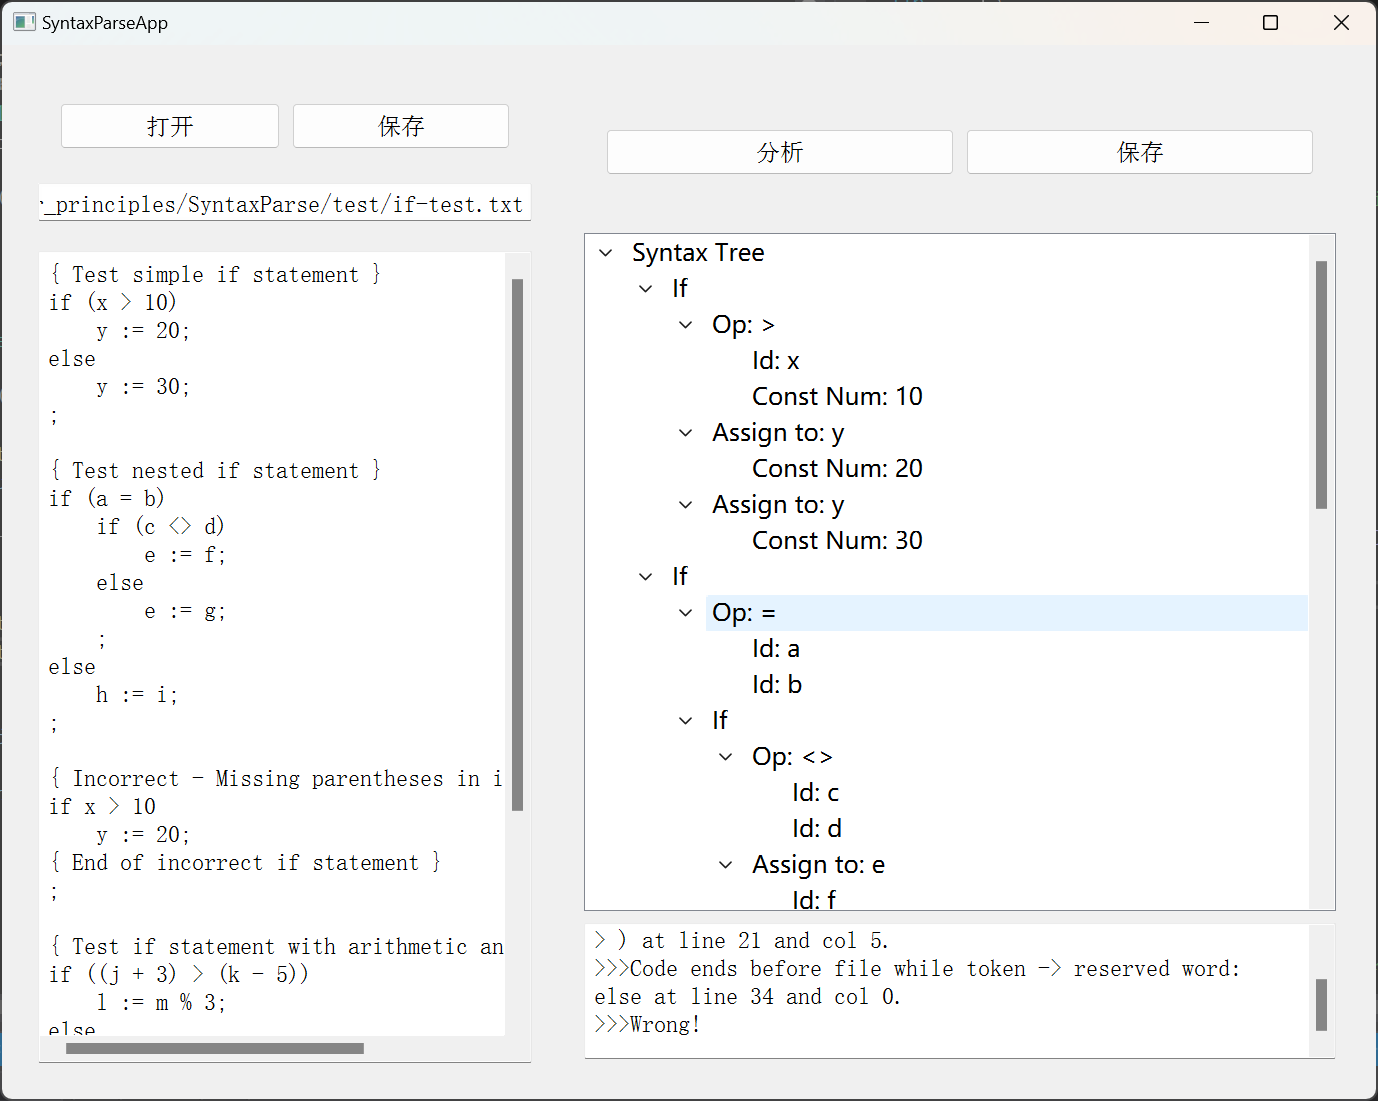 SyntaxParseApp
打开
保存
分析
保存
_principles/SyntaxParse/test/if-test.txt
{ Test simple if statement }
if (x > 10)
    y := 20;
else
    y := 30;
;
{ Test nested if statement }
if (a = b)
    if (c <> d)
        e := f;
    else
        e := g;
    ;
else
    h := i;
;
{ Incorrect - Missing parentheses in i
if x > 10
    y := 20;
{ End of incorrect if statement }
;
{ Test if statement with arithmetic an
if ((j + 3) > (k - 5))
    l := m % 3;
else
Syntax Tree
If
Op: >
Id: x
Const Num: 10
Assign to: y
Const Num: 20
Assign to: y
Const Num: 30
If
Op: =
Id: a
Id: b
If
Op: <>
Id: c
Id: d
Assign to: e
Id: f
> ) at line 21 and col 5.
>>>Code ends before file while token -> reserved word:
else at line 34 and col 0.
>>>Wrong!